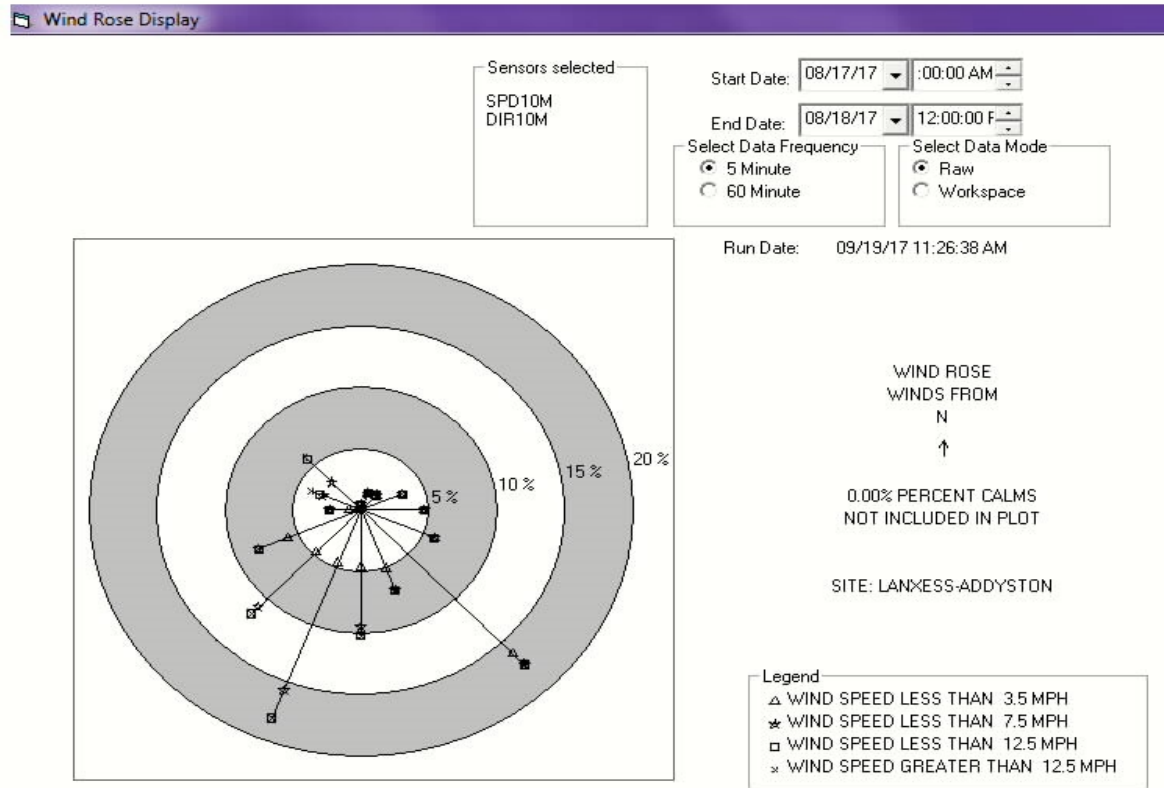 Wind Rose Display
Sensors selected
SPD10M
DIR10M
Start Date: 08/17/17 :00:00 AM
End Date: 08/18/17 12:00:00 F
Select Data Frequency
5 Minute
60 Minute
Select Data Mode
Raw
Workspace
Run Date: 09/19/17 11:26:38 AM
5 %
10 %
15 %
20 %
WIND ROSE
WINDS FROM
N
0.00% PERCENT CALMS
NOT INCLUDED IN PLOT
SITE: LANXESS-ADDYSTON
Legend
WIND SPEED LESS THAN 3.5 MPH
WIND SPEED LESS THAN 7.5 MPH
WIND SPEED LESS THAN 12.5 MPH
WIND SPEED GREATER THAN 12.5 MPH